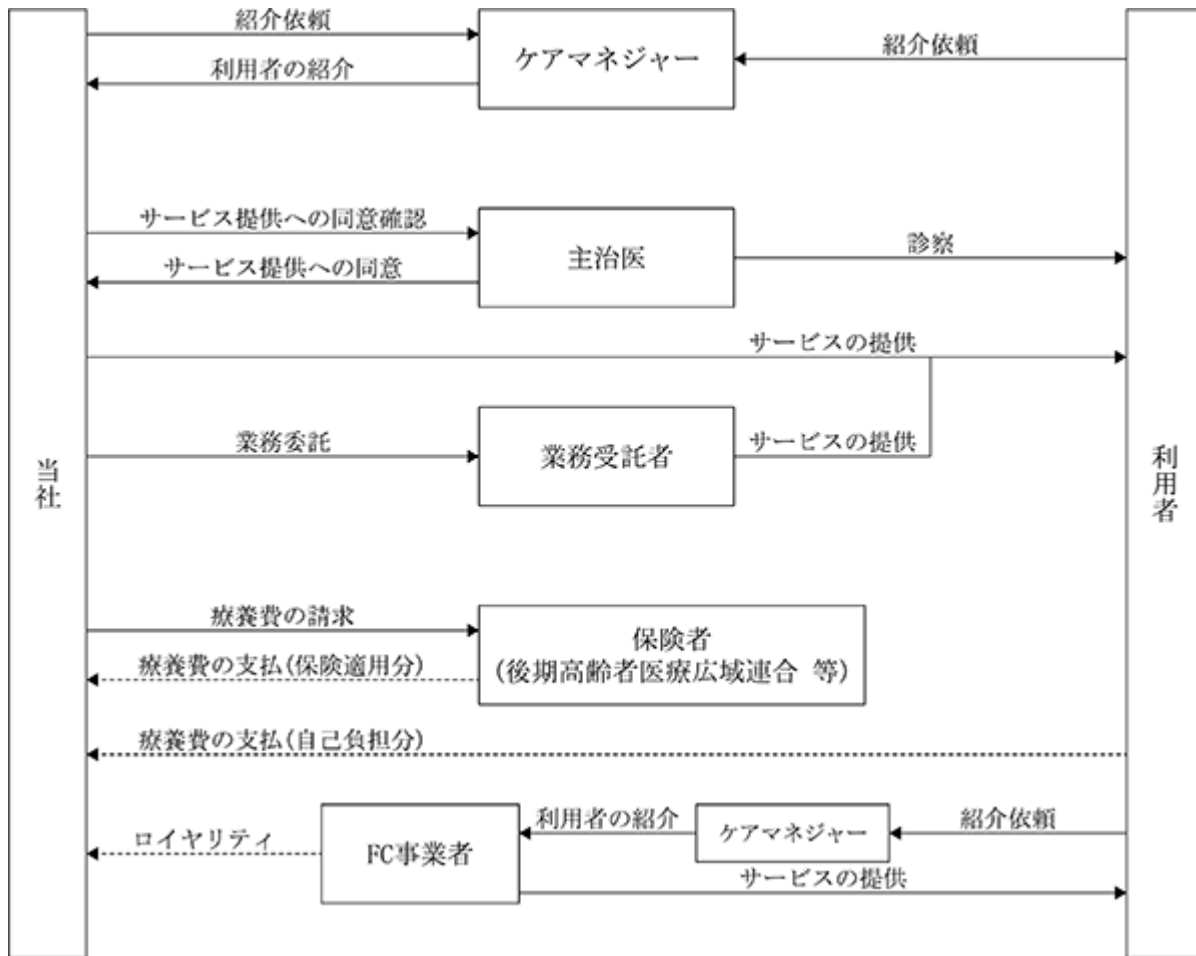 紹介依頼
ケアマネジャー
紹介依頼
利用者の紹介
サービス提供への同意確認
主治医
診察
サービス提供への同意
サービスの提供
業務委託
業務受託者
サービスの提供
当社
利用者
療養費の請求
保険者
(後期高齢者医療広域連合 等)
療養費の支払(保険適用分)
療養費の支払(自己負担分)
利用者の紹介
ケアマネジャー
紹介依頼
ロイヤリティ
FC事業者
サービスの提供